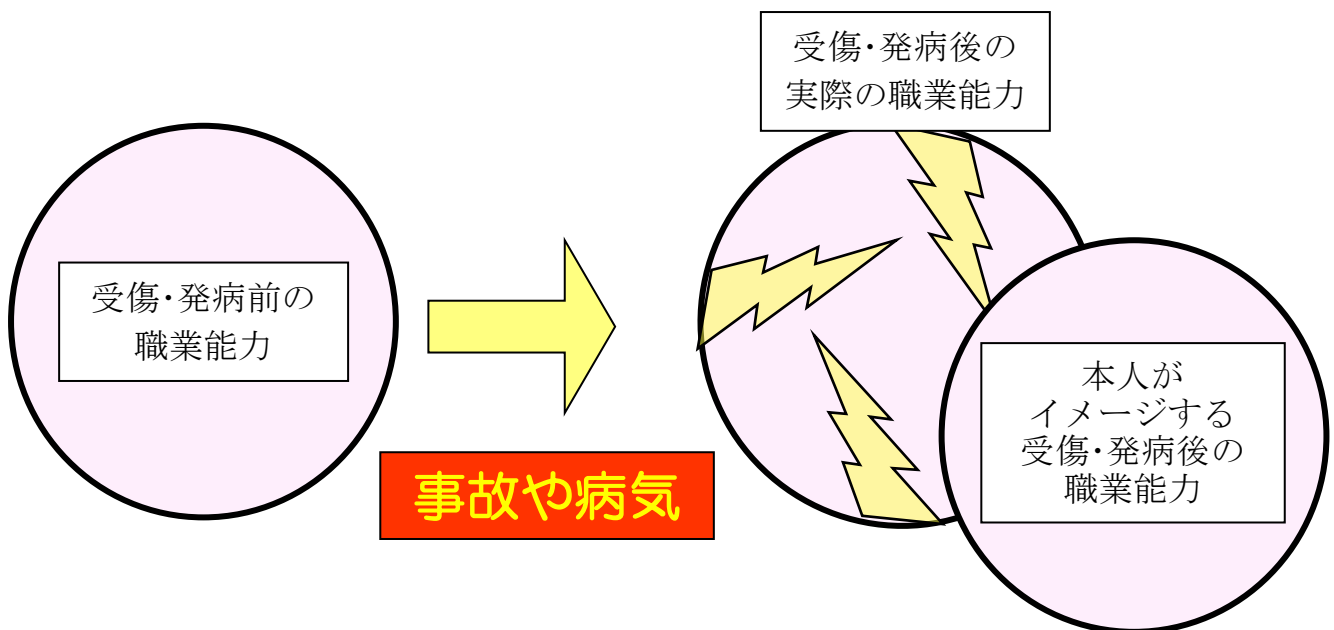 受傷・発病前の
職業能力
事故や病気
受傷・発病後の
実際の職業能力
本人が
イメージする
受傷・発病後の
職業能力